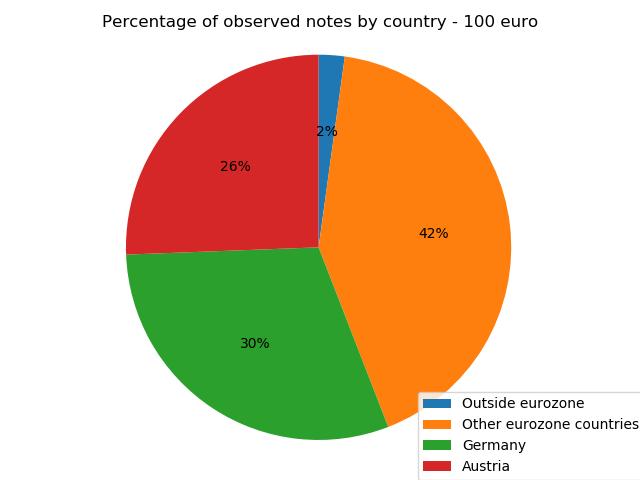 Percentage of observed notes by country - 100 euro
2%
26%
42%
30%
Outside eurozone
Other eurozone countries
Germany
Austria